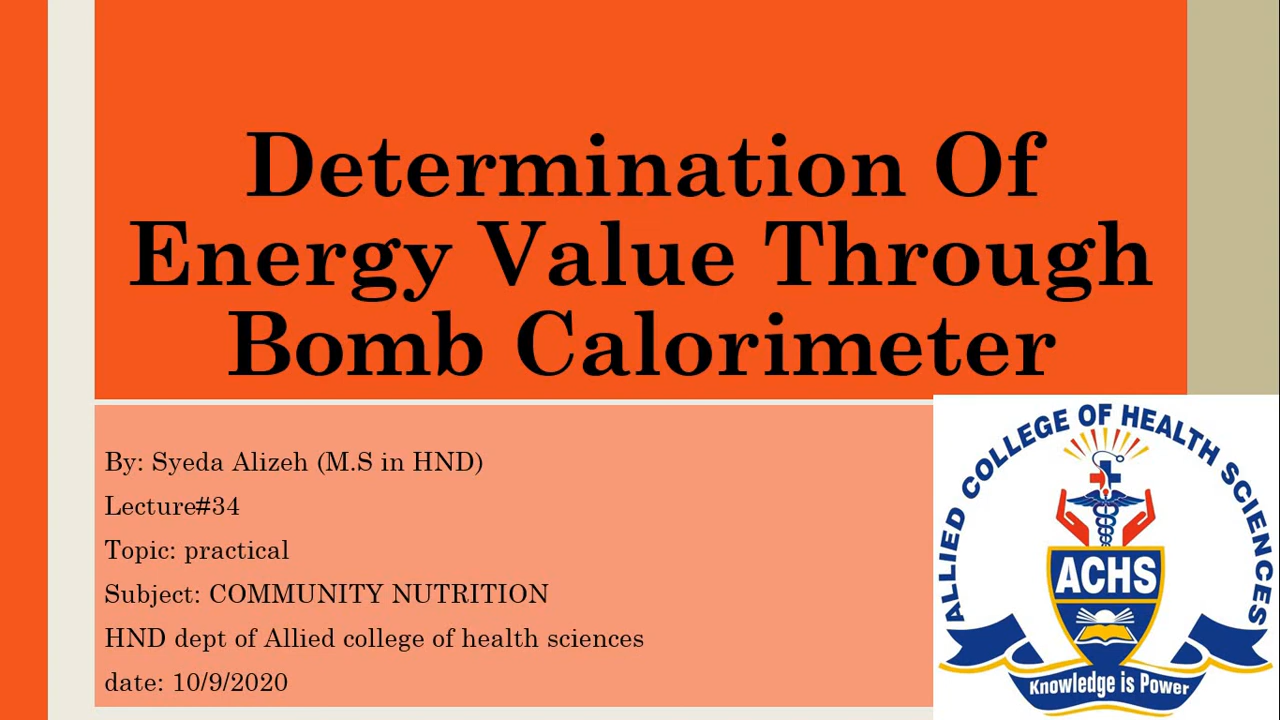 Determination Of
Energy Value Through
Bomb Calorimeter
By: Syeda Alizeh (M.S in HND)
Lecture#34
Topic: practical
Subject: COMMUNITY NUTRITION
HND dept of Allied college of health sciences
date: 10/9/2020
ALLIED COLLEGE OF HEALTH SCIENCES
ACHS
Knowledge is Power